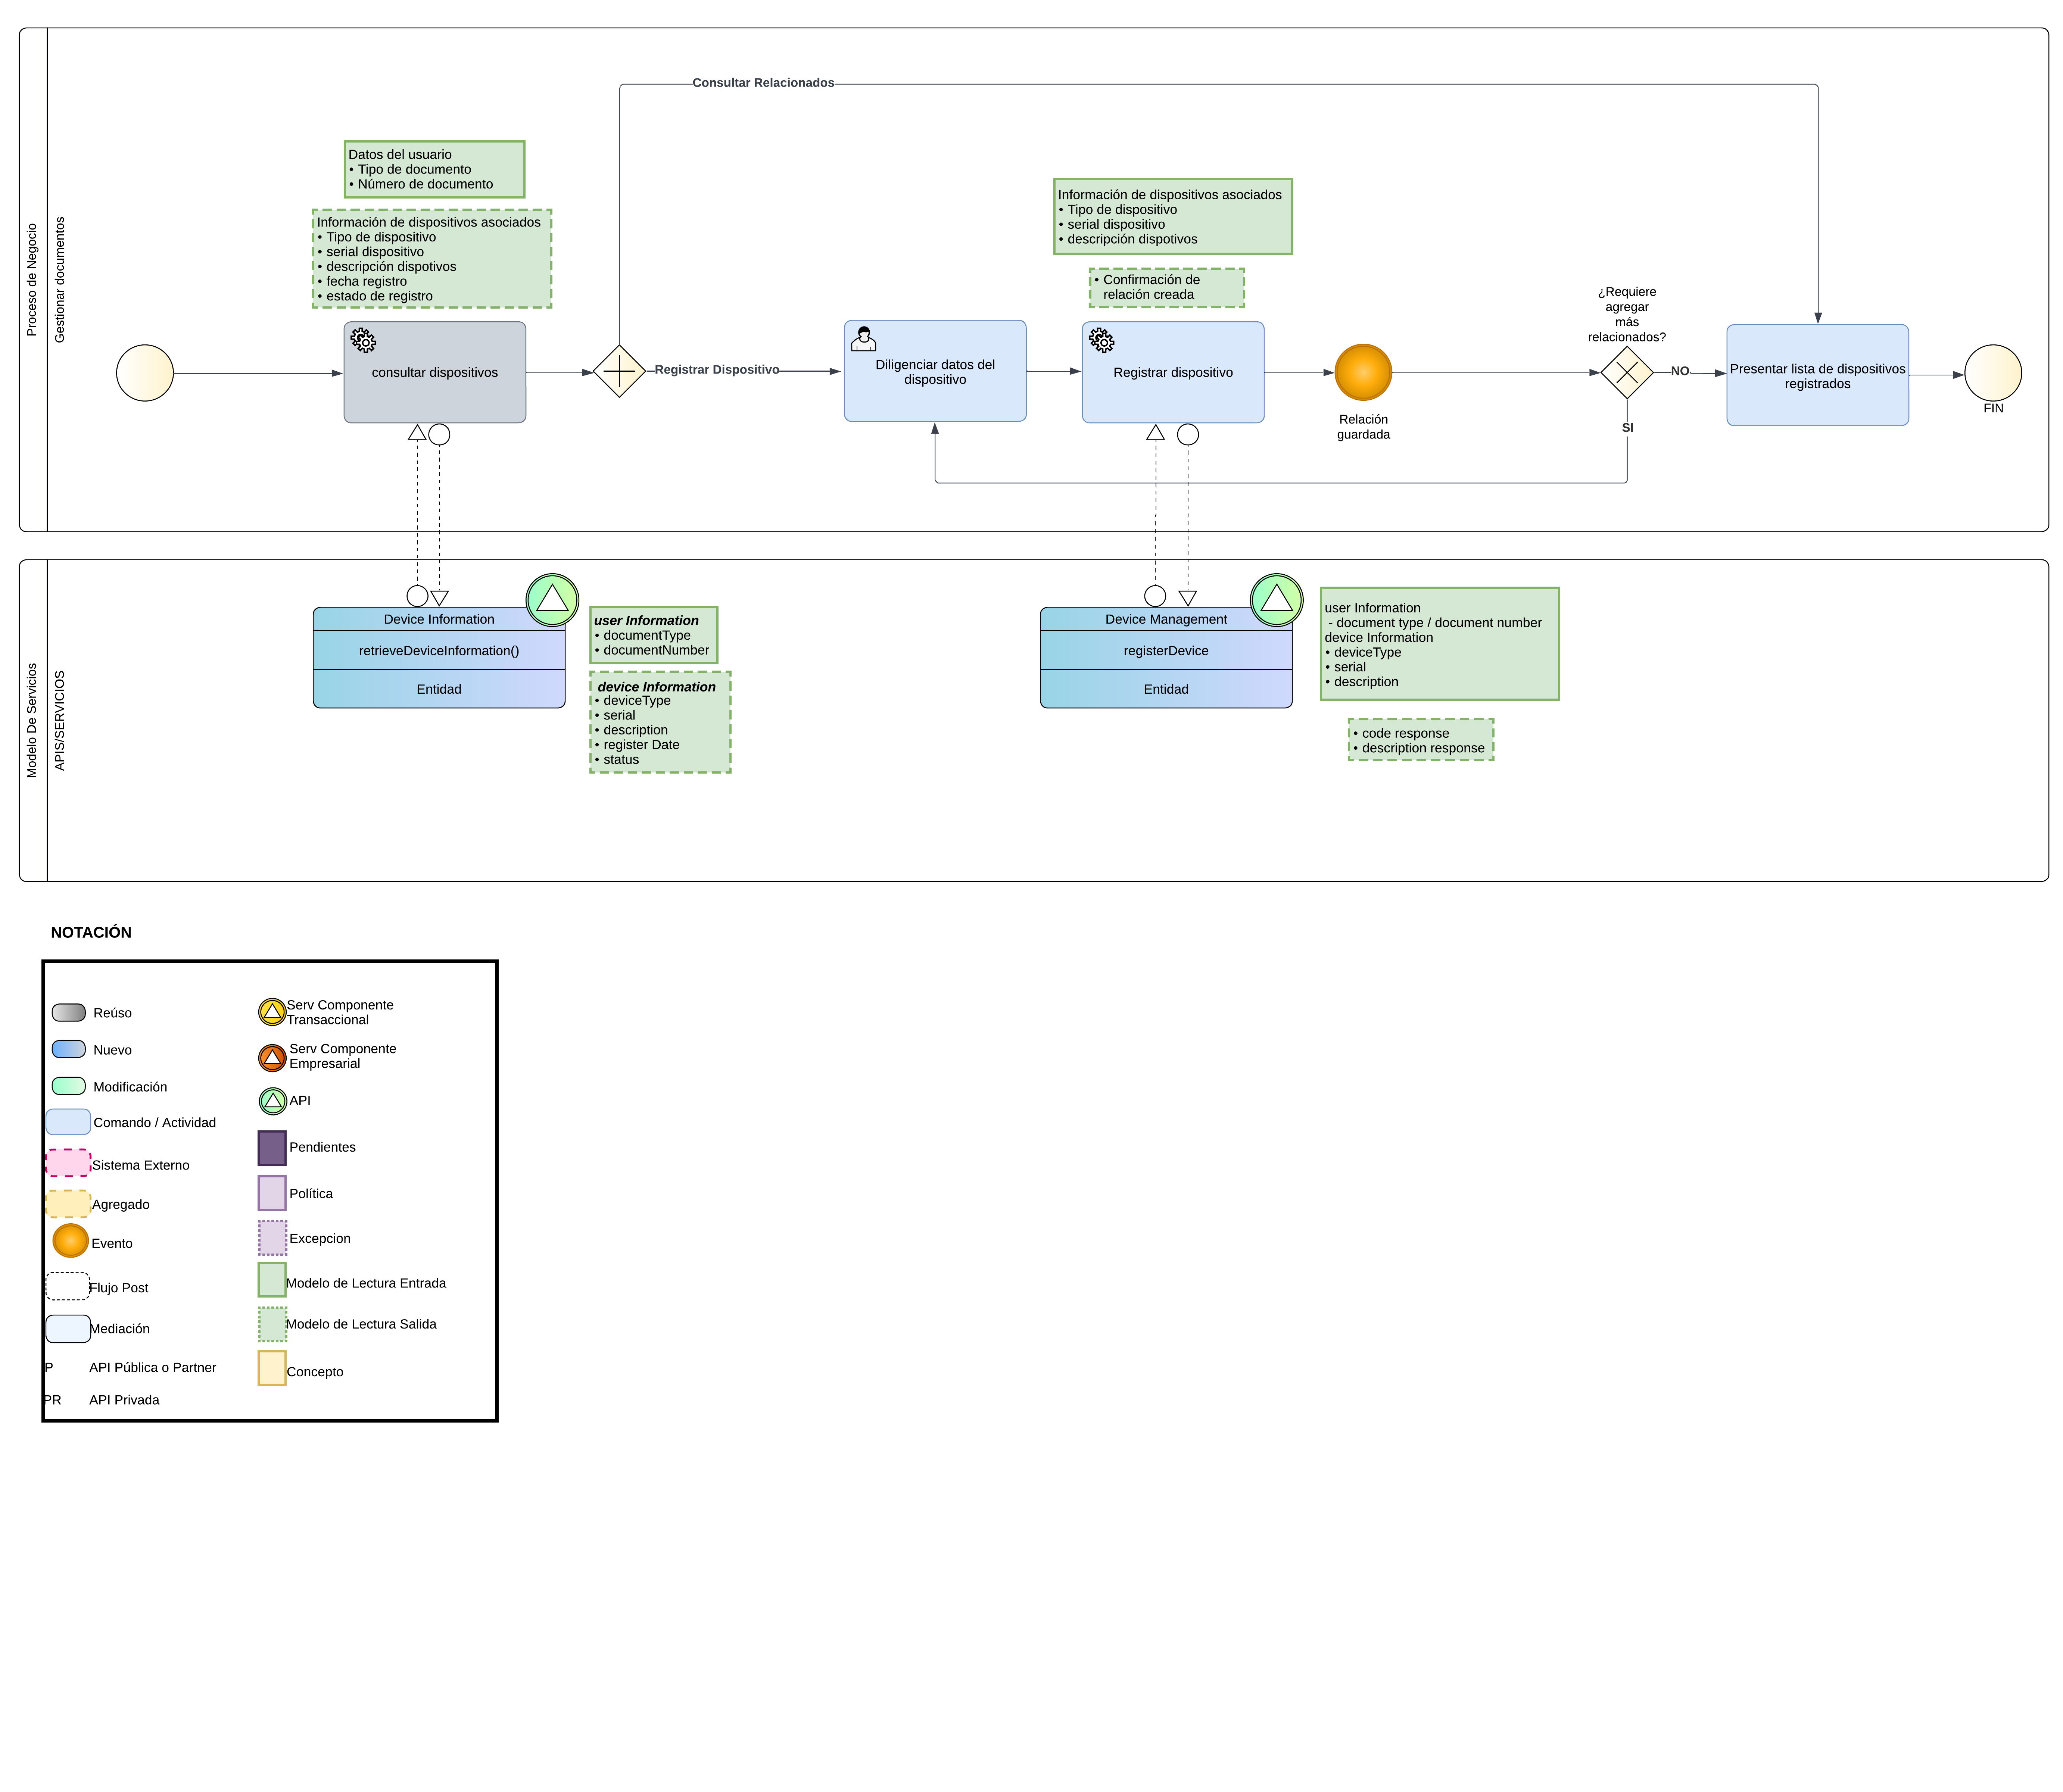 Proceso de Negocio
Gestionar documentos
Consultar Relacionados
Datos del usuario
• Tipo de documento
• Número de documento
Información de dispositivos asociados
• Tipo de dispositivo
• serial dispositivo
• descripción dispotivos
• fecha registro
• estado de registro
consultar dispositivos
Registrar Dispositivo
Diligenciar datos del
dispositivo
Información de dispositivos asociados
• Tipo de dispositivo
• serial dispositivo
• descripción dispotivos
• Confirmación de
relación creada
Registrar dispositivo
Relación
guardada
¿Requiere
agregar
más
relacionados?
NO
SI
Presentar lista de dispositivos
registrados
FIN
Modelo De Servicios
APIS/SERVICIOS
Device Information
retrieveDeviceInformation()
Entidad
user Information
• documentType
• documentNumber
device Information
• deviceType
• serial
• description
• register Date
• status
Device Management
registerDevice
Entidad
user Information
- document type / document number
device Information
• deviceType
• serial
• description
• code response
• description response
NOTACIÓN
Reúso
Nuevo
Modificación
Comando / Actividad
Sistema Externo
Agregado
Evento
Flujo Post
Mediación
P API Pública o Partner
PR API Privada
Serv Componente
Transaccional
Serv Componente
Empresarial
API
Pendientes
Política
Excepcion
Modelo de Lectura Entrada
Modelo de Lectura Salida
Concepto